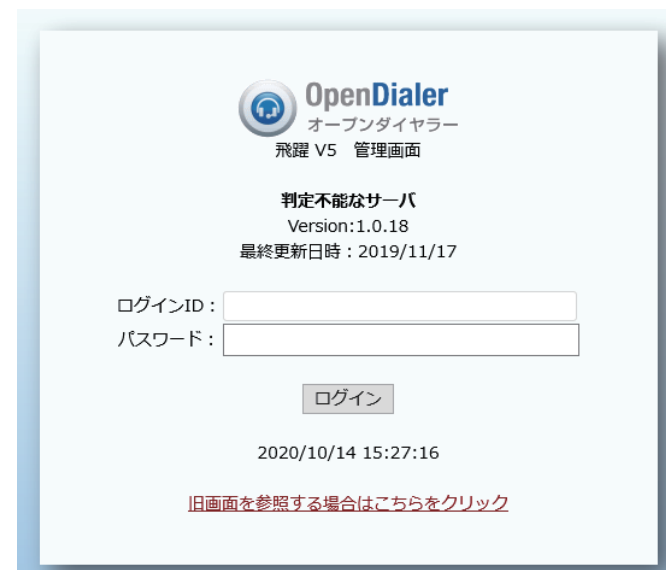 OpenDialer
オープンダイヤラー
飛躍 V5 管理画面
判定不能なサーバ
Version:1.0.18
最終更新日時：2019/11/17
ログインID：
パスワード：
ログイン
2020/10/14 15:27:16
旧画面を参照する場合はこちらをクリック